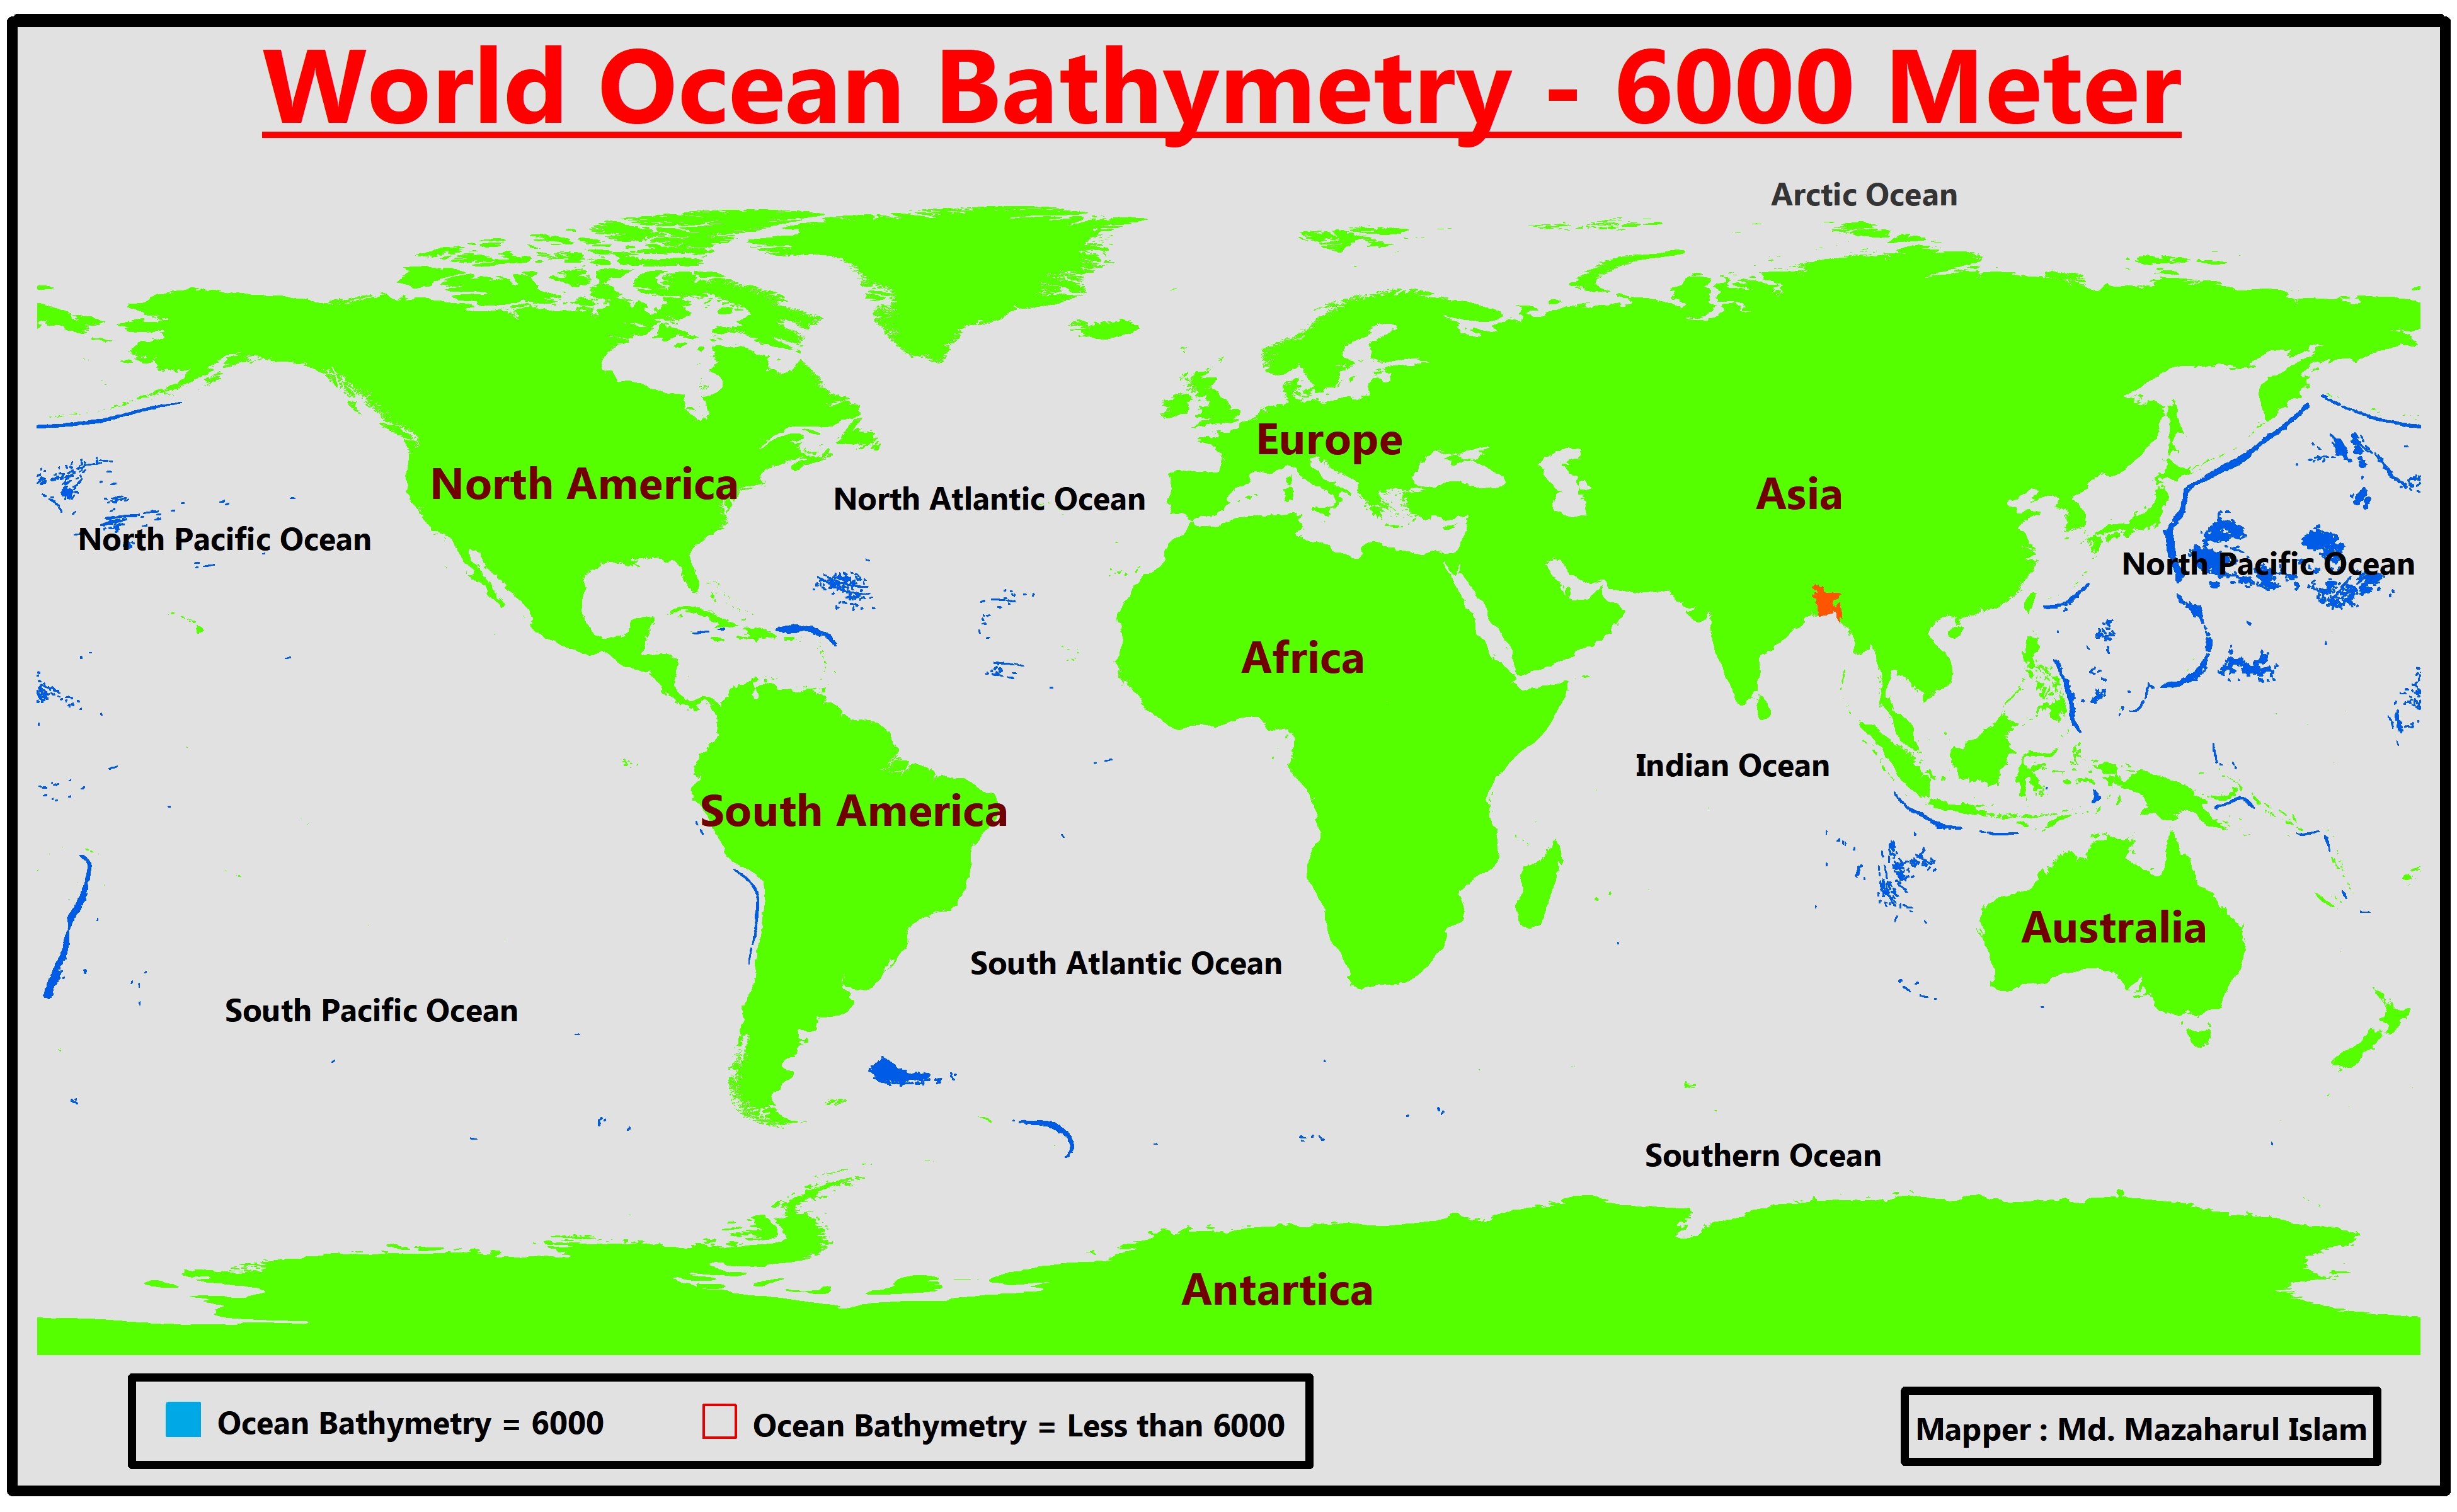 World Ocean Bathymetry - 6000 Meter
Arctic Ocean
Europe
North America
Asia
North Atlantic Ocean
North Pacific Ocean
North Pacific Ocean
Africa
Indian Ocean
South America
Australia
South Atlantic Ocean
South Pacific Ocean
Southern Ocean
Antartica
Ocean Bathymetry = 6000
Ocean Bathymetry = Less than 6000
Mapper : Md. Mazaharul Islam